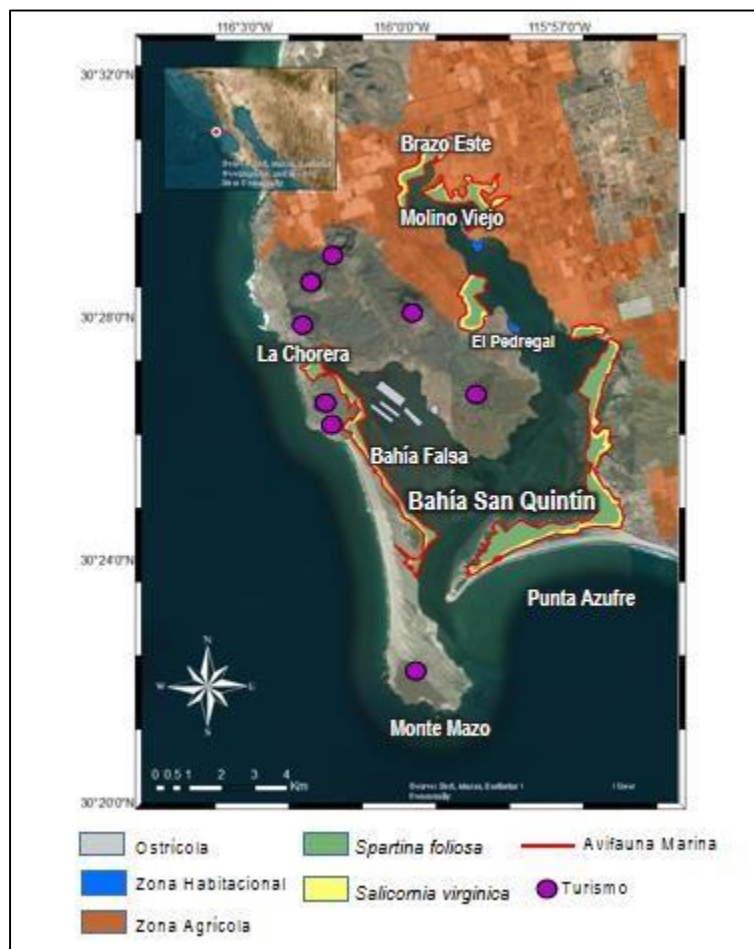 116°3'0"W
116°0'0"W
115°57'0"W
30°32'0"N
Brazo Este
Molino Viejo
30°28'0"N
El Pedregal
La Chorera
Bahía Falsa
Bahía San Quintín
30°24'0"N
Punta Azufre
N
W
E
S
Monte Mazo
0 0.5 1 2 3 4
Km
30°20'0"N
Ostrícola
Spartina foliosa
Avifauna Marina
Zona Habitacional
Salicornia virginica
Turismo
Zona Agrícola